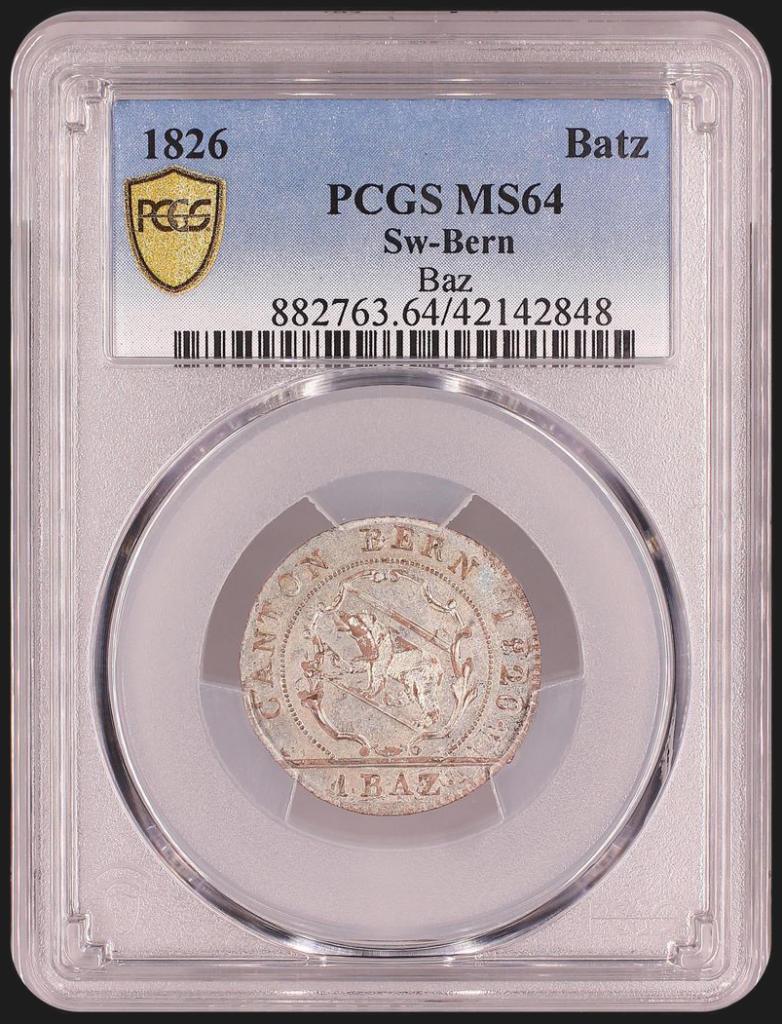 1826 Batz
PCGS
PCGS MS64
Sw-Bern
Baz
882763.64/42142848
CANTON BERN 1826.
1 BAZ